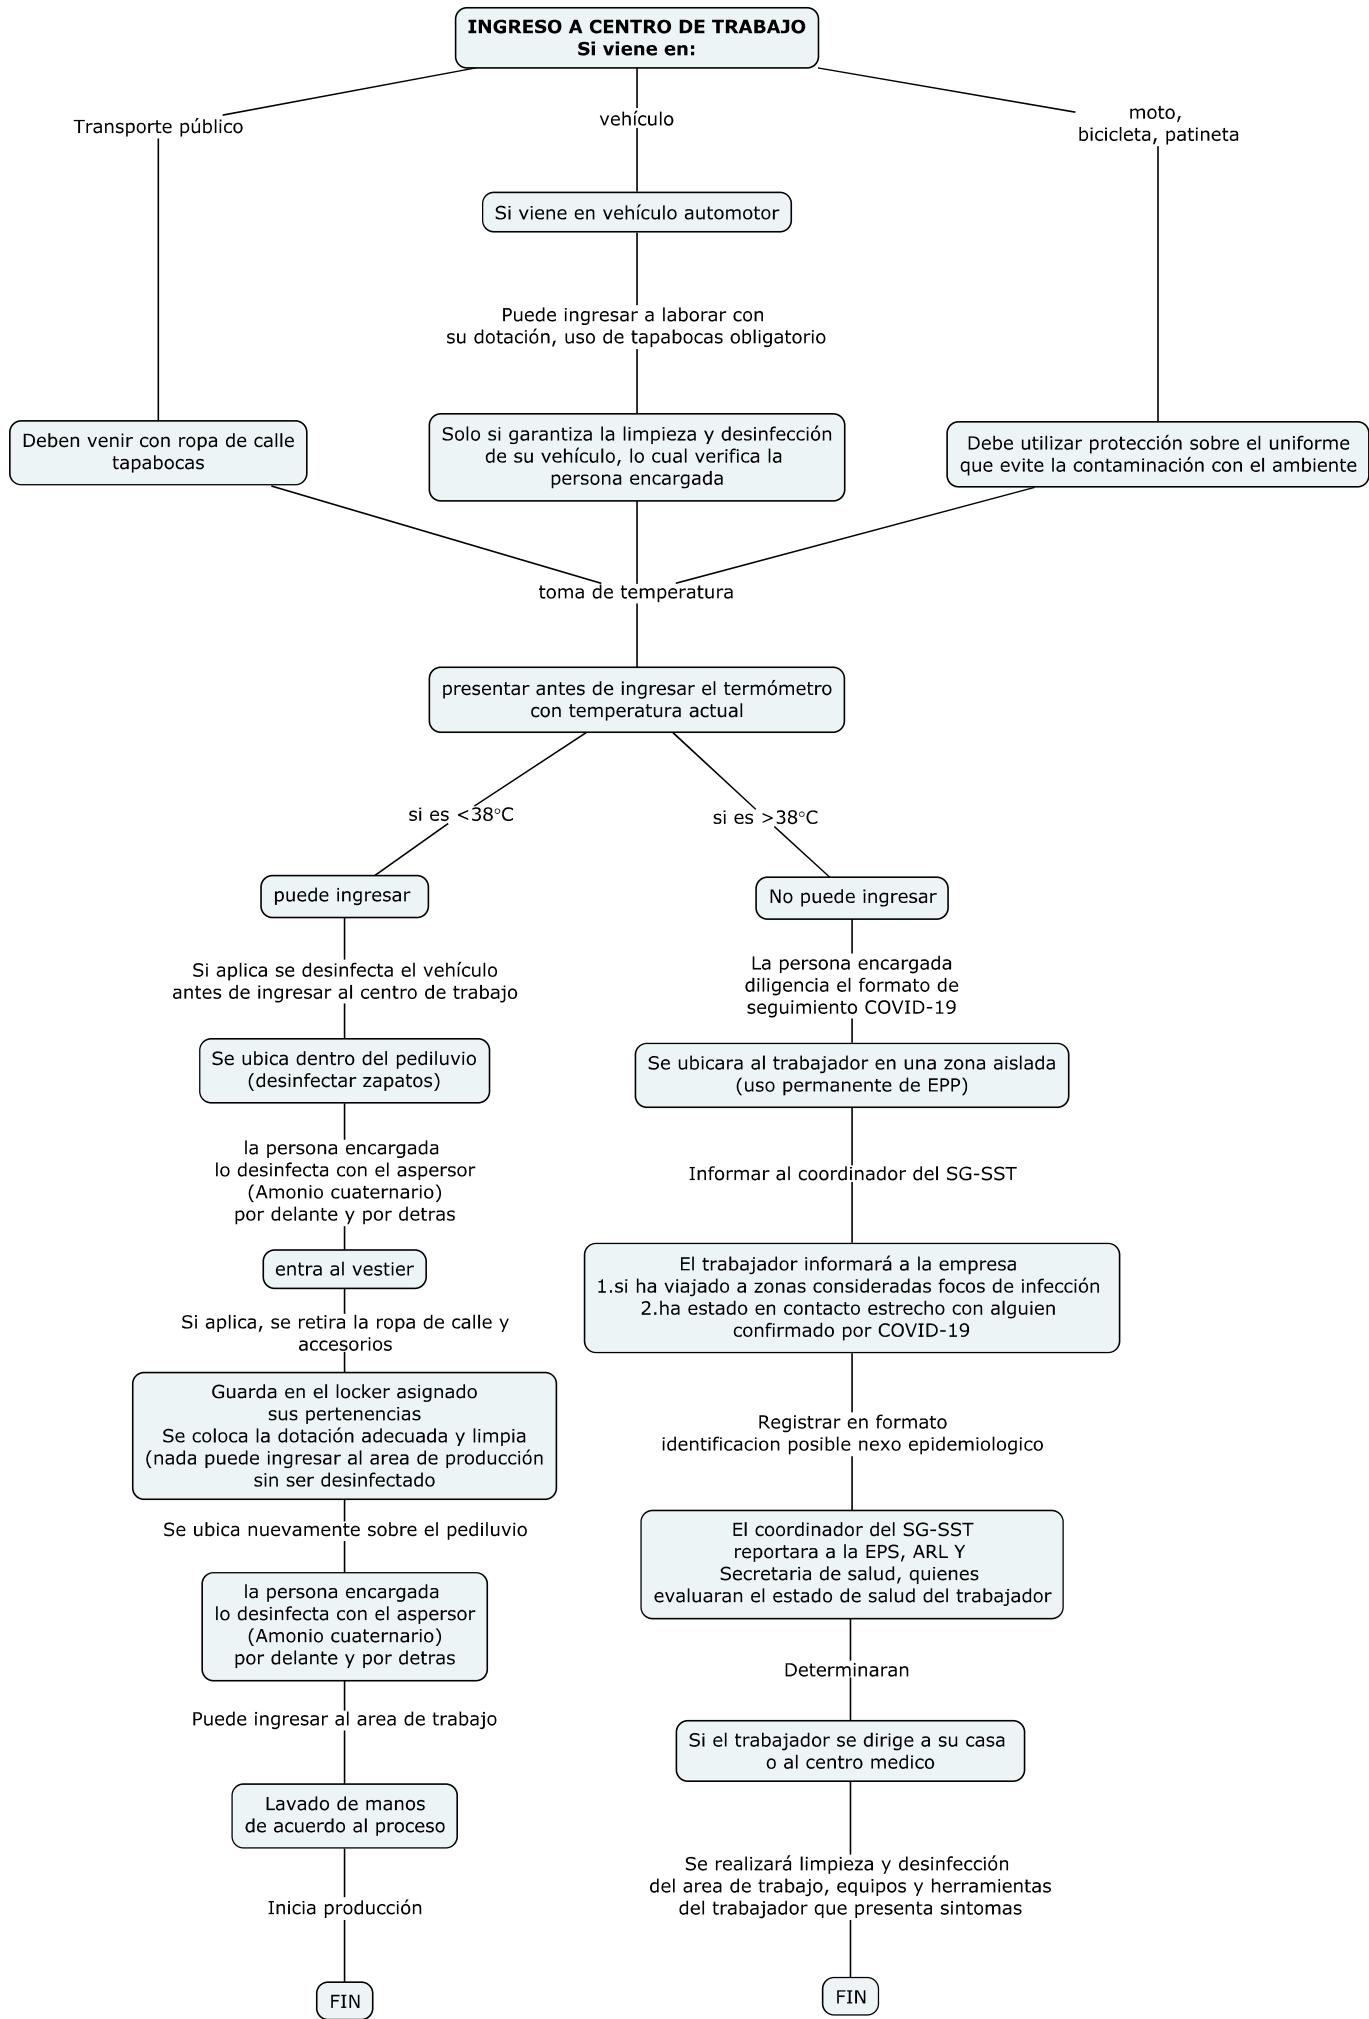 INGRESO A CENTRO DE TRABAJO
Si viene en:
Transporte público
vehículo
moto,
bicicleta, patineta
Si viene en vehículo automotor
Puede ingresar a laborar con
su dotación, uso de tapabocas obligatorio
Deben venir con ropa de calle
tapabocas
Solo si garantiza la limpieza y desinfección
de su vehículo, lo cual verifica la
persona encargada
Debe utilizar protección sobre el uniforme
que evite la contaminación con el ambiente
toma de temperatura
presentar antes de ingresar el termómetro
con temperatura actual
si es <38°C
puede ingresar
Si aplica se desinfecta el vehículo
antes de ingresar al centro de trabajo
Se ubica dentro del pediluvio
(desinfectar zapatos)
la persona encargada
lo desinfecta con el aspersor
(Amonio cuaternario)
por delante y por detras
entra al vestier
Si aplica, se retira la ropa de calle y
accesorios
Guarda en el locker asignado
sus pertenencias
Se coloca la dotación adecuada y limpia
(nada puede ingresar al area de producción
sin ser desinfectado
Se ubica nuevamente sobre el pediluvio
la persona encargada
lo desinfecta con el aspersor
(Amonio cuaternario)
por delante y por detras
Puede ingresar al area de trabajo
Lavado de manos
de acuerdo al proceso
Inicia producción
FIN
si es >38°C
No puede ingresar
La persona encargada
diligencia el formato de
seguimiento COVID-19
Se ubicara al trabajador en una zona aislada
(uso permanente de EPP)
Informar al coordinador del SG-SST
El trabajador informará a la empresa
1.si ha viajado a zonas consideradas focos de infección
2.ha estado en contacto estrecho con alguien
confirmado por COVID-19
Registrar en formato
identificacion posible nexo epidemiologico
El coordinador del SG-SST
reportara a la EPS, ARL Y
Secretaria de salud, quienes
evaluaran el estado de salud del trabajador
Determinaran
Si el trabajador se dirige a su casa
o al centro medico
Se realizará limpieza y desinfección
del area de trabajo, equipos y herramientas
del trabajador que presenta sintomas
FIN